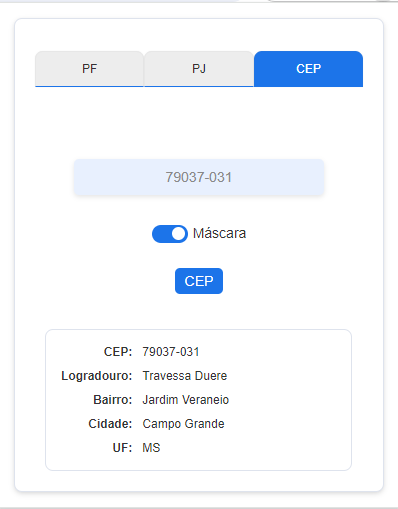 PF PJ CEP
79037-031
Máscara
CEP
CEP: 79037-031
Logradouro: Travessa Duere
Bairro: Jardim Veraneio
Cidade: Campo Grande
UF: MS